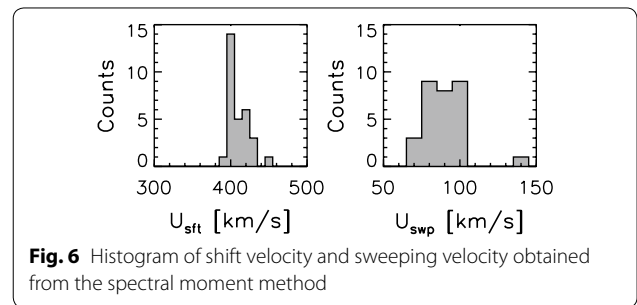 15
10
5
0
Counts
300 400 500
U_sft [km/s]
15
10
5
0
Counts
50 100 150
U_swp [km/s]
Fig. 6 Histogram of shift velocity and sweeping velocity obtained
from the spectral moment method